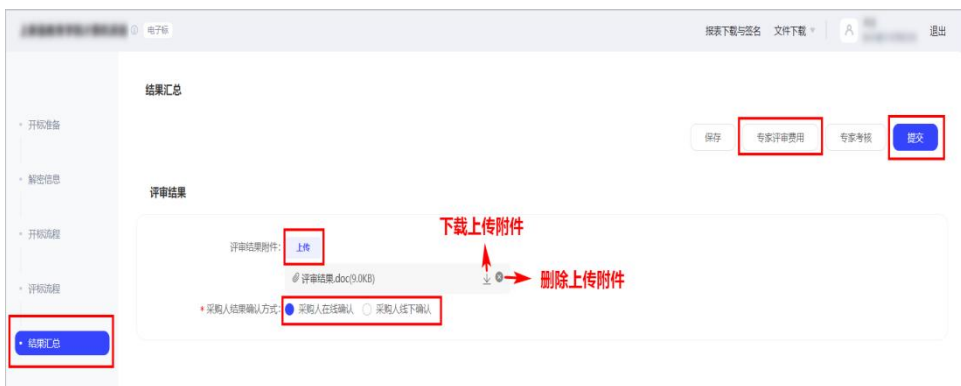 电子标 报表下载与签名 文件下载 退出
结果汇总
开标准备
保存 专家评审费用 专家考核 提交
解密信息
评审结果
开标流程
下载上传附件
评审结果附件： 上传
评审结果.doc(9.0KB) 删除上传附件
评标流程
* 采购人结果确认方式： 采购人在线确认 采购人线下确认
结果汇总